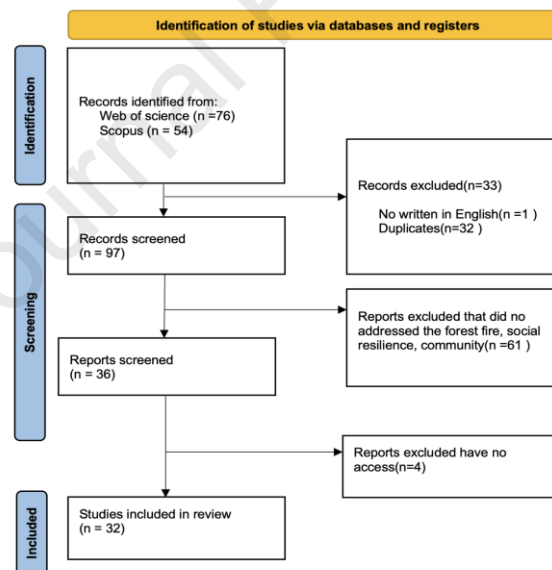 Identification of studies via databases and registers
Identification
Records identified from:
Web of science (n =76)
Scopus (n = 54)
Records excluded(n=33)
No written in English(n =1 )
Duplicates(n=32 )
Screening
Records screened
(n = 97)
Reports excluded that did no
addressed the forest fire, social
resilience, community(n =61 )
Reports screened
(n = 36)
Reports excluded have no
access(n=4)
Included
Studies included in review
(n = 32)